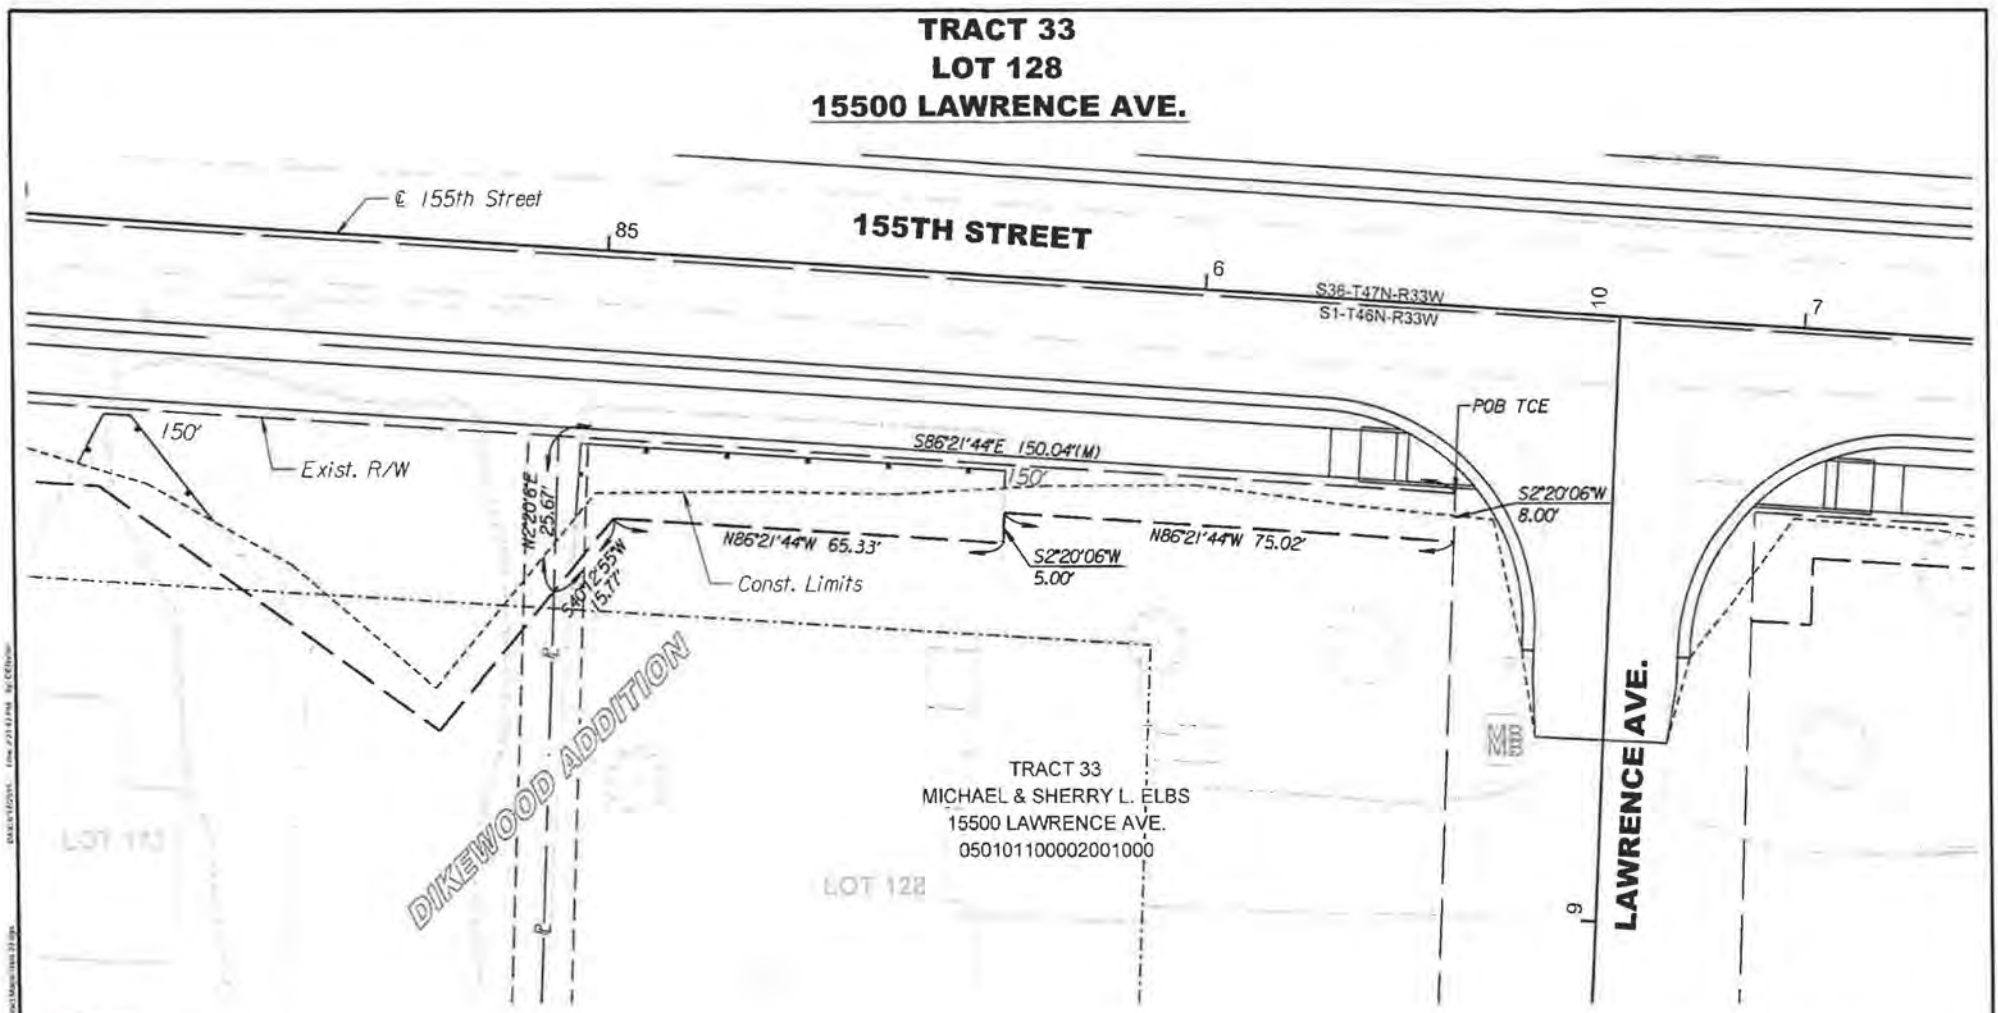 TRACT 33
LOT 128
15500 LAWRENCE AVE.
℄ 155th Street
85
155TH STREET
6
S36-T47N-R33W
S1-T46N-R33W
10
7
150'
Exist. R/W
S86°21'44"E 150.04'(M)
150'
POB TCE
N2°20'6"E
25.67'
S2°20'06"W
8.00'
N86°21'44"W 65.33'
N86°21'44"W 75.02'
S2°20'06"W
5.00'
S40°12'55"W
15.77'
Const. Limits
℄
DIKEWOOD ADDITION
MB
LAWRENCE AVE.
TRACT 33
MICHAEL & SHERRY L. ELBS
15500 LAWRENCE AVE.
050101100002001000
LOT 128
9